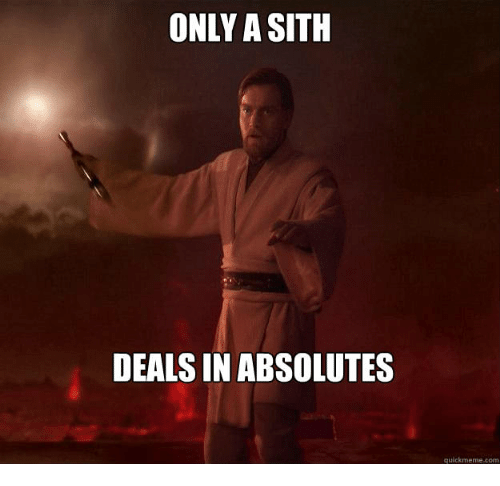 ONLY A SITH
DEALS IN ABSOLUTES
quickmeme.com